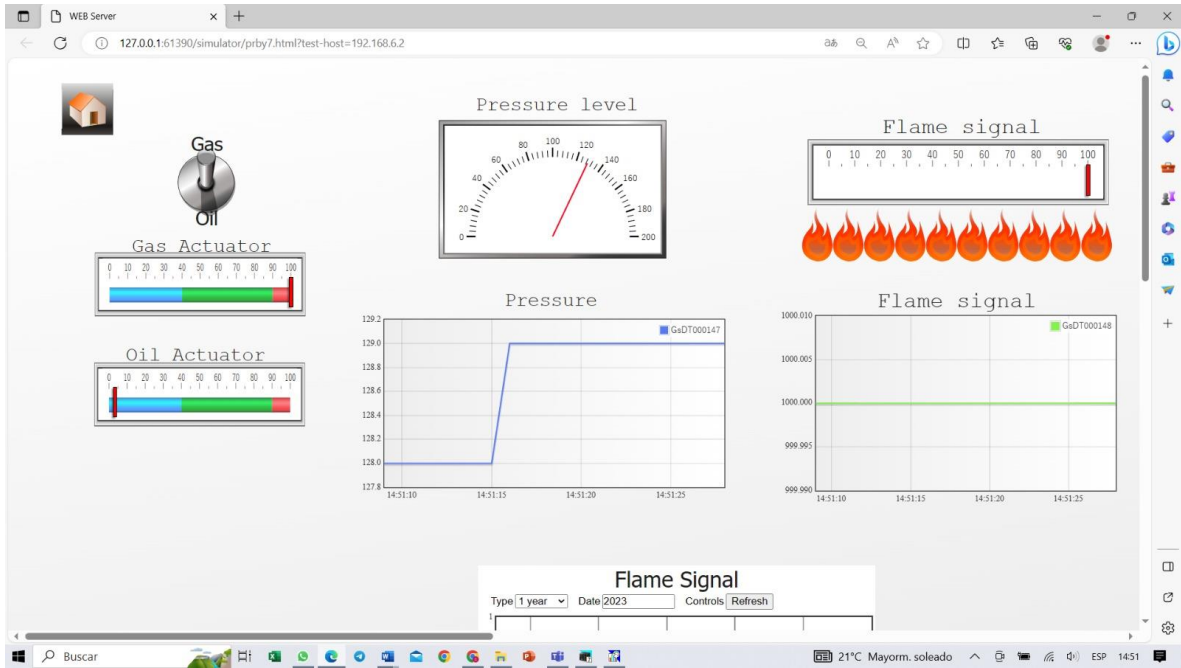 WEB Server
127.0.0.1:61390/simulator/prby7.html?test-host=192.168.6.2
Gas
Oil
Gas Actuator
0 10 20 30 40 50 60 70 80 90 100
Oil Actuator
0 10 20 30 40 50 60 70 80 90 100
Pressure level
0 20 40 60 80 100 120 140 160 180 200
Flame signal
0 10 20 30 40 50 60 70 80 90 100
Pressure
GsDT000147
129.2
129.0
128.8
128.6
128.4
128.2
128.0
127.8
14:51:10 14:51:15 14:51:20 14:51:25
Flame signal
GsDT000148
1000.010
1000.005
1000.000
999.995
999.990
14:51:10 14:51:15 14:51:20 14:51:25
Flame Signal
Type 1 year Date 2023 Controls Refresh
1
Buscar
21°C Mayorm. soleado ESP 14:51